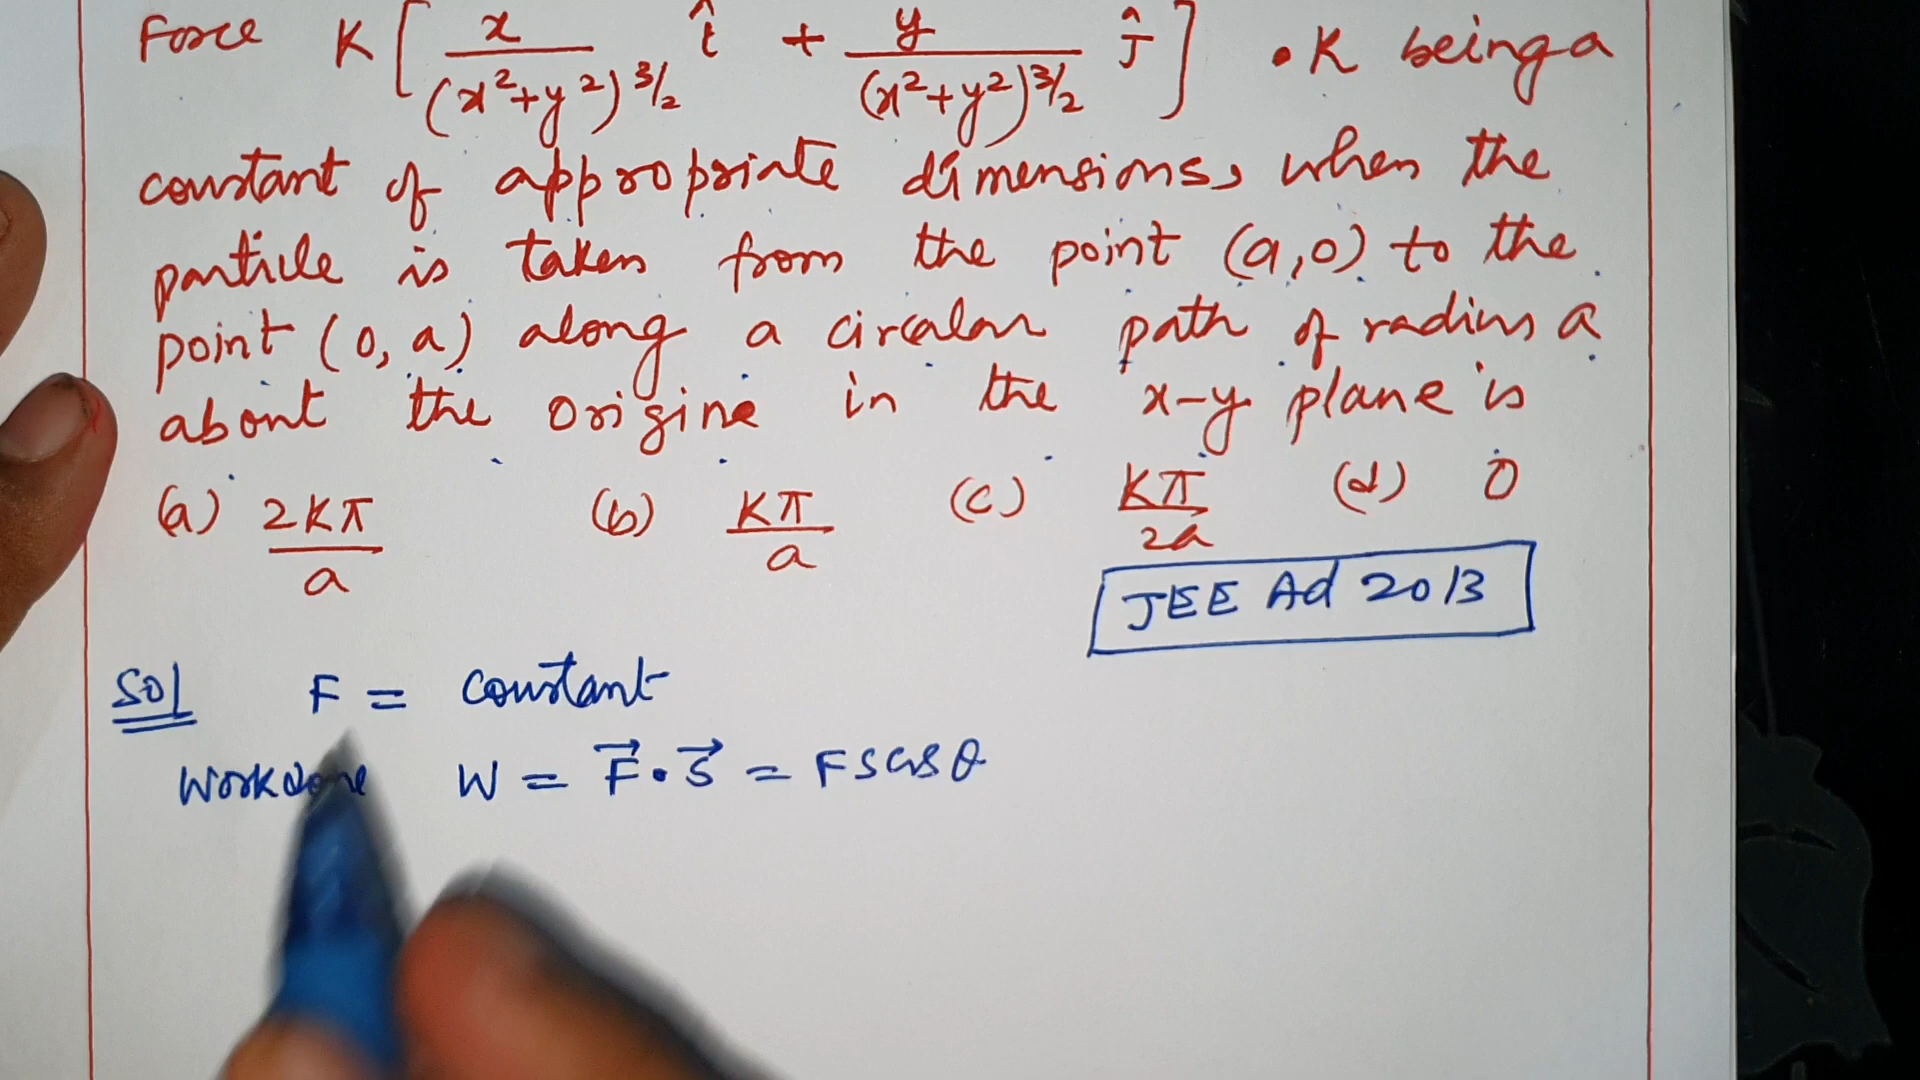 Force K[x/(x²+y²)^3/2 î + y/(x²+y²)^3/2 ĵ] . K being a
constant of appropriate dimensions, when the
particle is taken from the point (a,0) to the
point (0, a) along a circular path of radius a
about the origine in the x-y plane is
(a) 2Kπ/a (b) Kπ/a (c) Kπ/2a (d) 0
JEE Ad 2013
Sol F = constant
Workdone W = F⃗.S⃗ = FScosθ